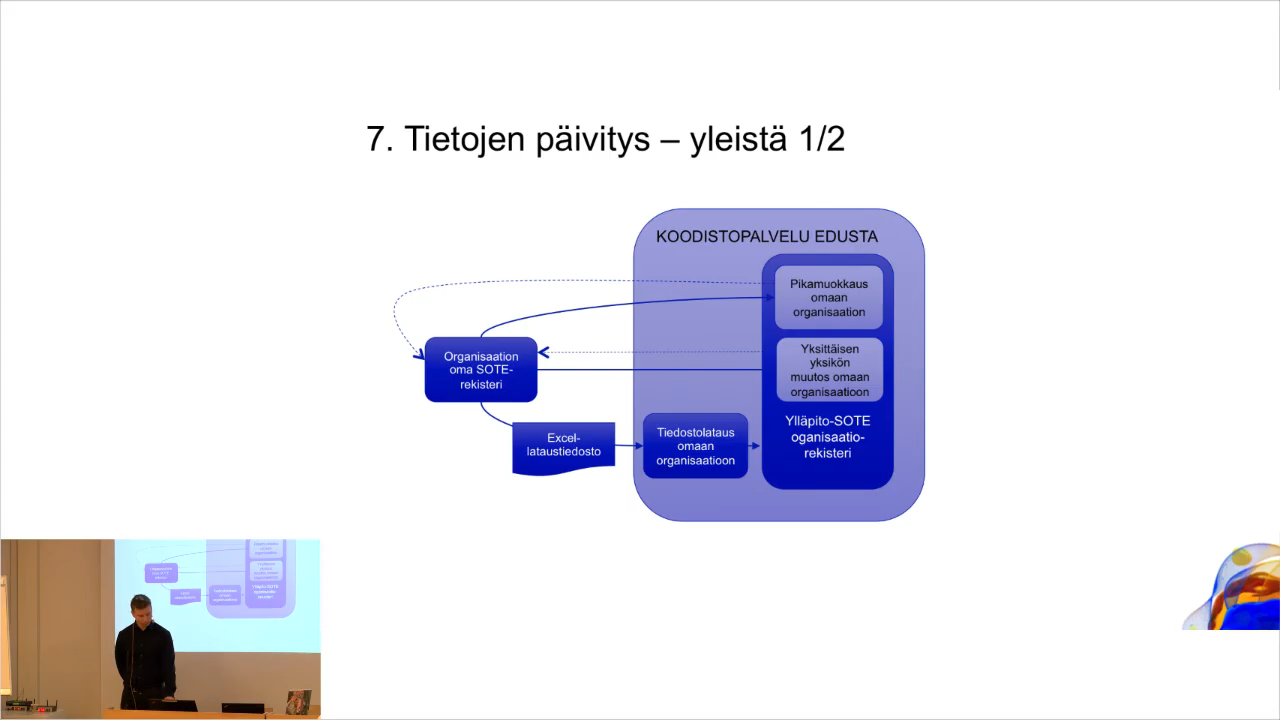 7. Tietojen päivitys – yleistä 1/2
KOODISTOPALVELU EDUSTA
Pikamuokkaus
omaan
organisaation
Organisaation
oma SOTE-
rekisteri
Yksittäisen
yksikön
muutos omaan
organisaatioon
Excel-
lataustiedosto
Tiedostolataus
omaan
organisaatioon
Ylläpito-SOTE
oganisaatio-
rekisteri